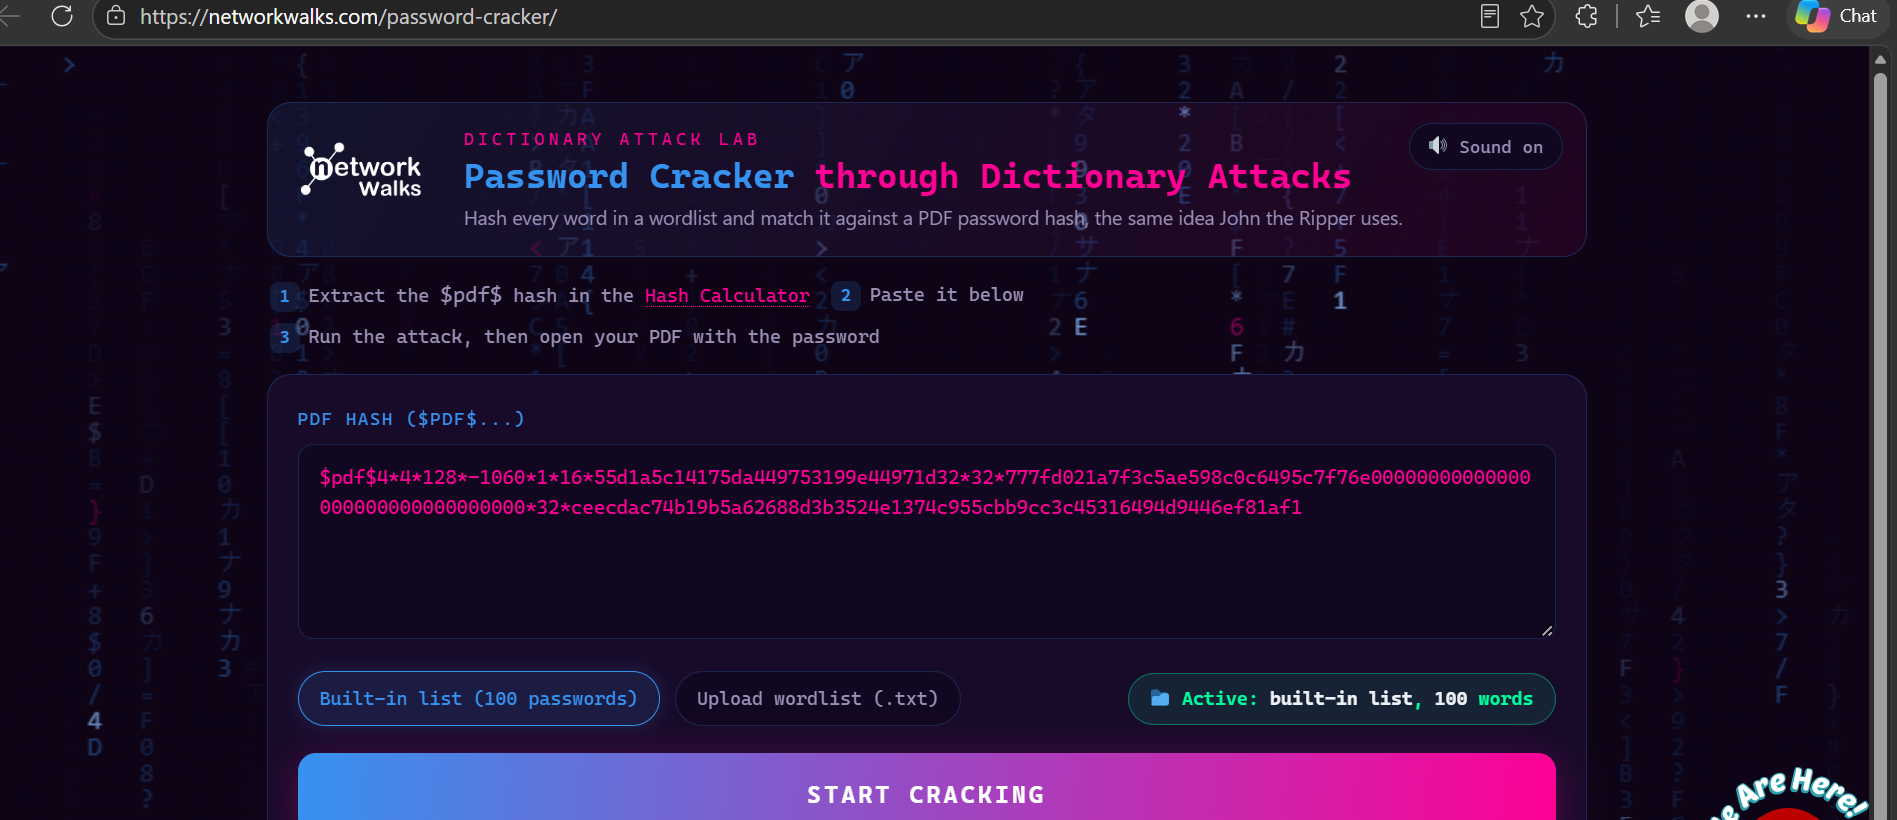 https://networkwalks.com/password-cracker/
Chat
network
Walks
DICTIONARY ATTACK LAB
Password Cracker through Dictionary Attacks
Hash every word in a wordlist and match it against a PDF password hash, the same idea John the Ripper uses.
Sound on
1 Extract the $pdf$ hash in the Hash Calculator 2 Paste it below
3 Run the attack, then open your PDF with the password
PDF HASH ($PDF$...)
$pdf$4*4*128*-1060*1*16*55d1a5c14175da449753199e44971d32*32*777fd021a7f3c5ae598c0c6495c7f76e00000000000000
000000000000000000*32*ceecdac74b19b5a62688d3b3524e1374c955cbb9cc3c45316494d9446ef81af1
Built-in list (100 passwords)
Upload wordlist (.txt)
Active: built-in list, 100 words
START CRACKING
Are Here!